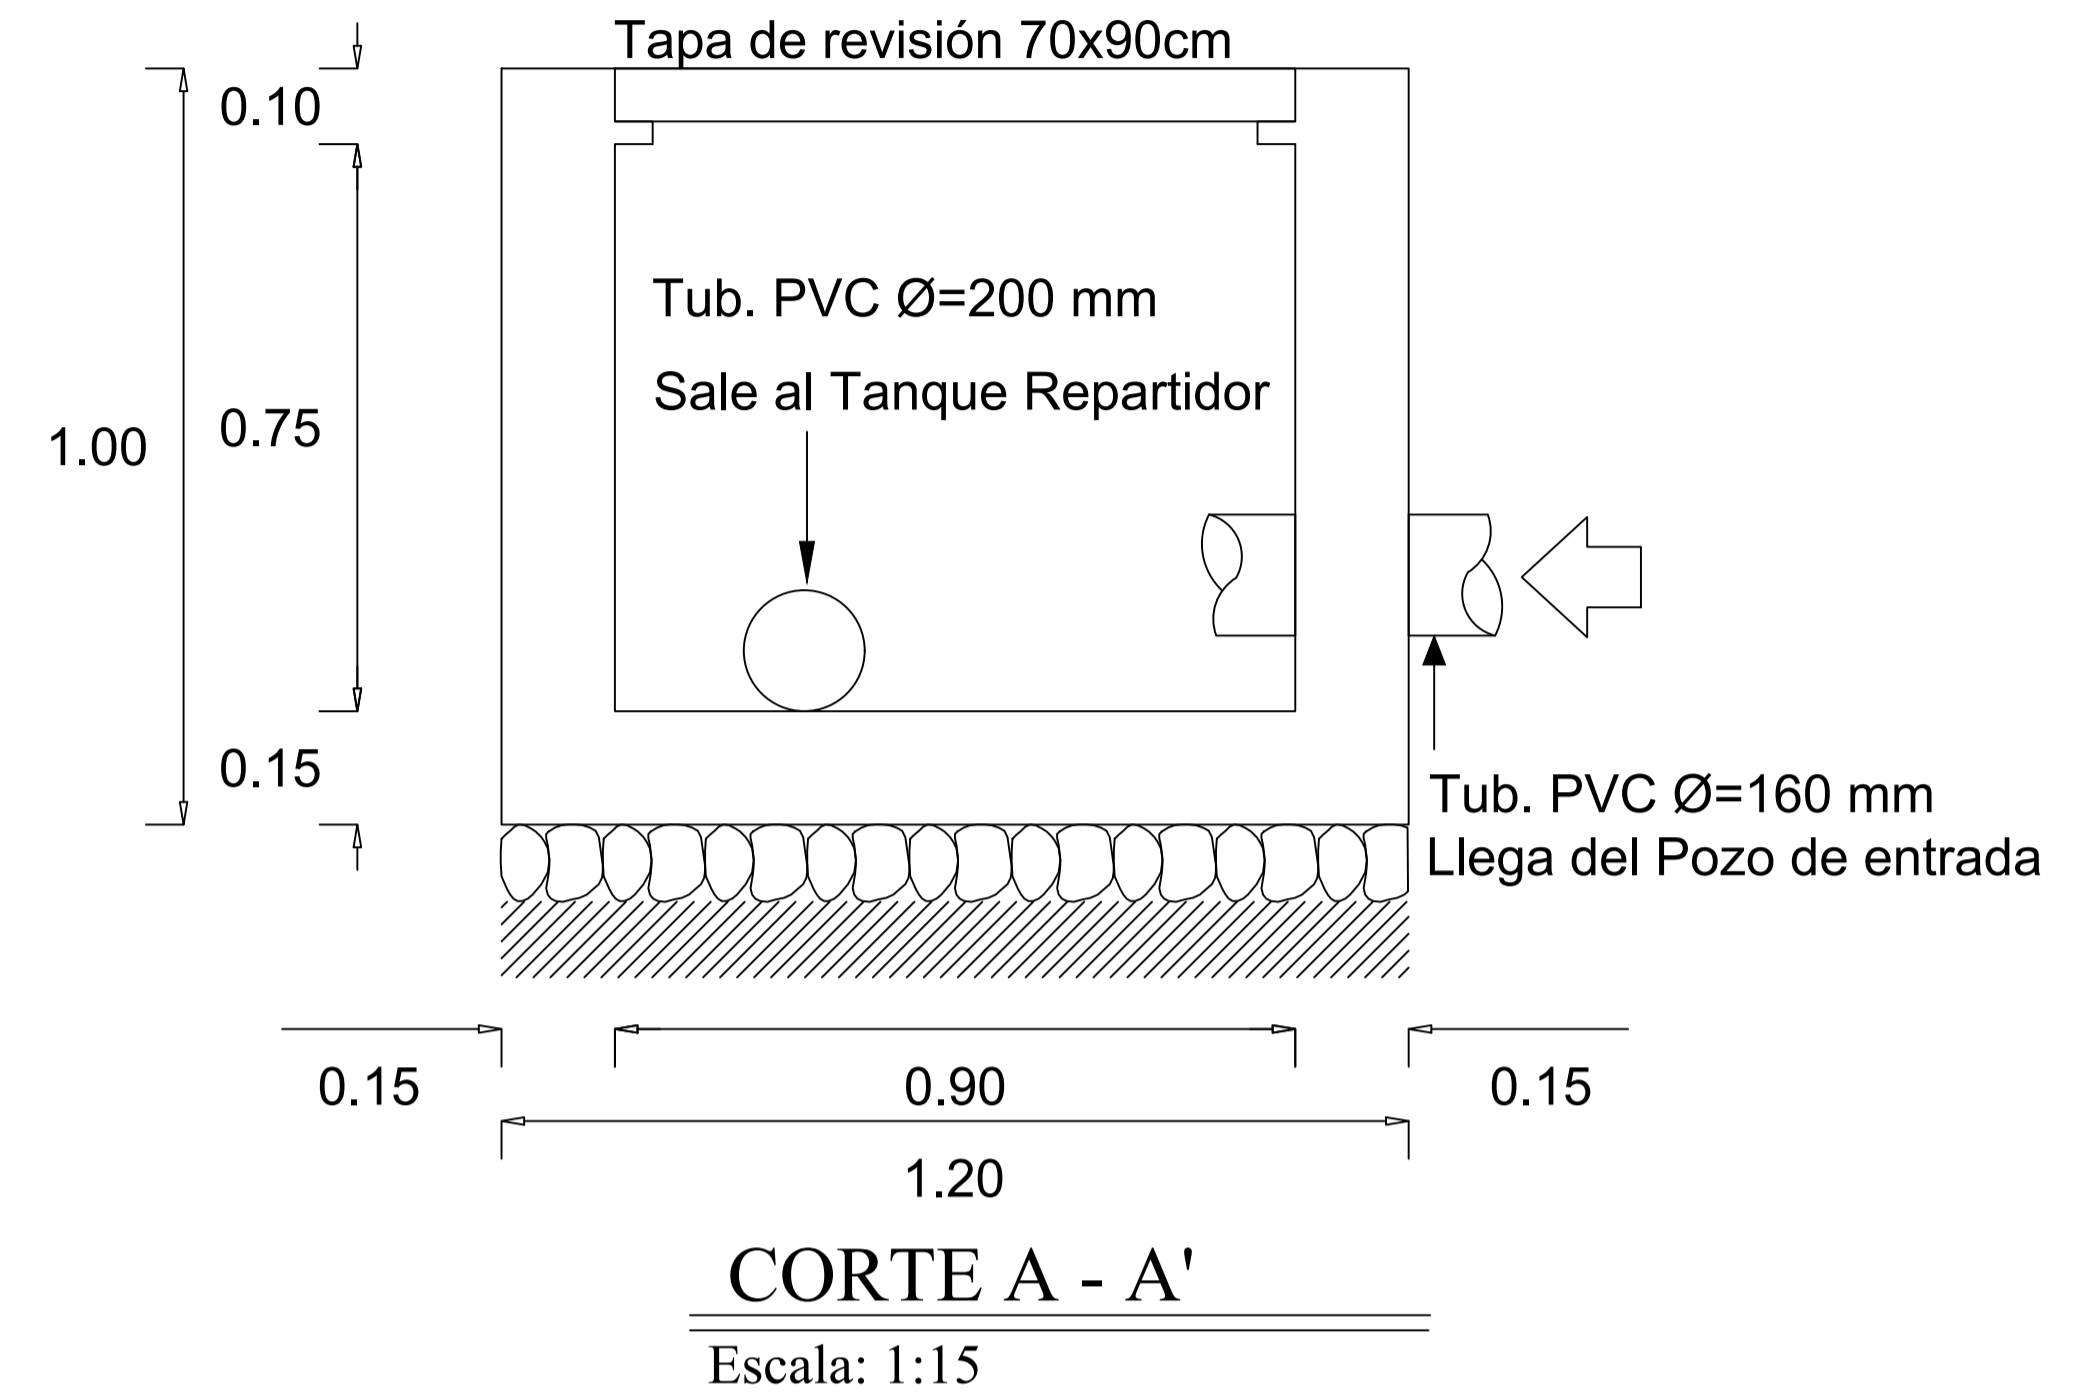 Tapa de revisión 70x90cm
0.10
Tub. PVC Ø=200 mm
Sale al Tanque Repartidor
0.75
1.00
0.15
Tub. PVC Ø=160 mm
Llega del Pozo de entrada
0.15
0.90
0.15
1.20
CORTE A - A'
Escala: 1:15